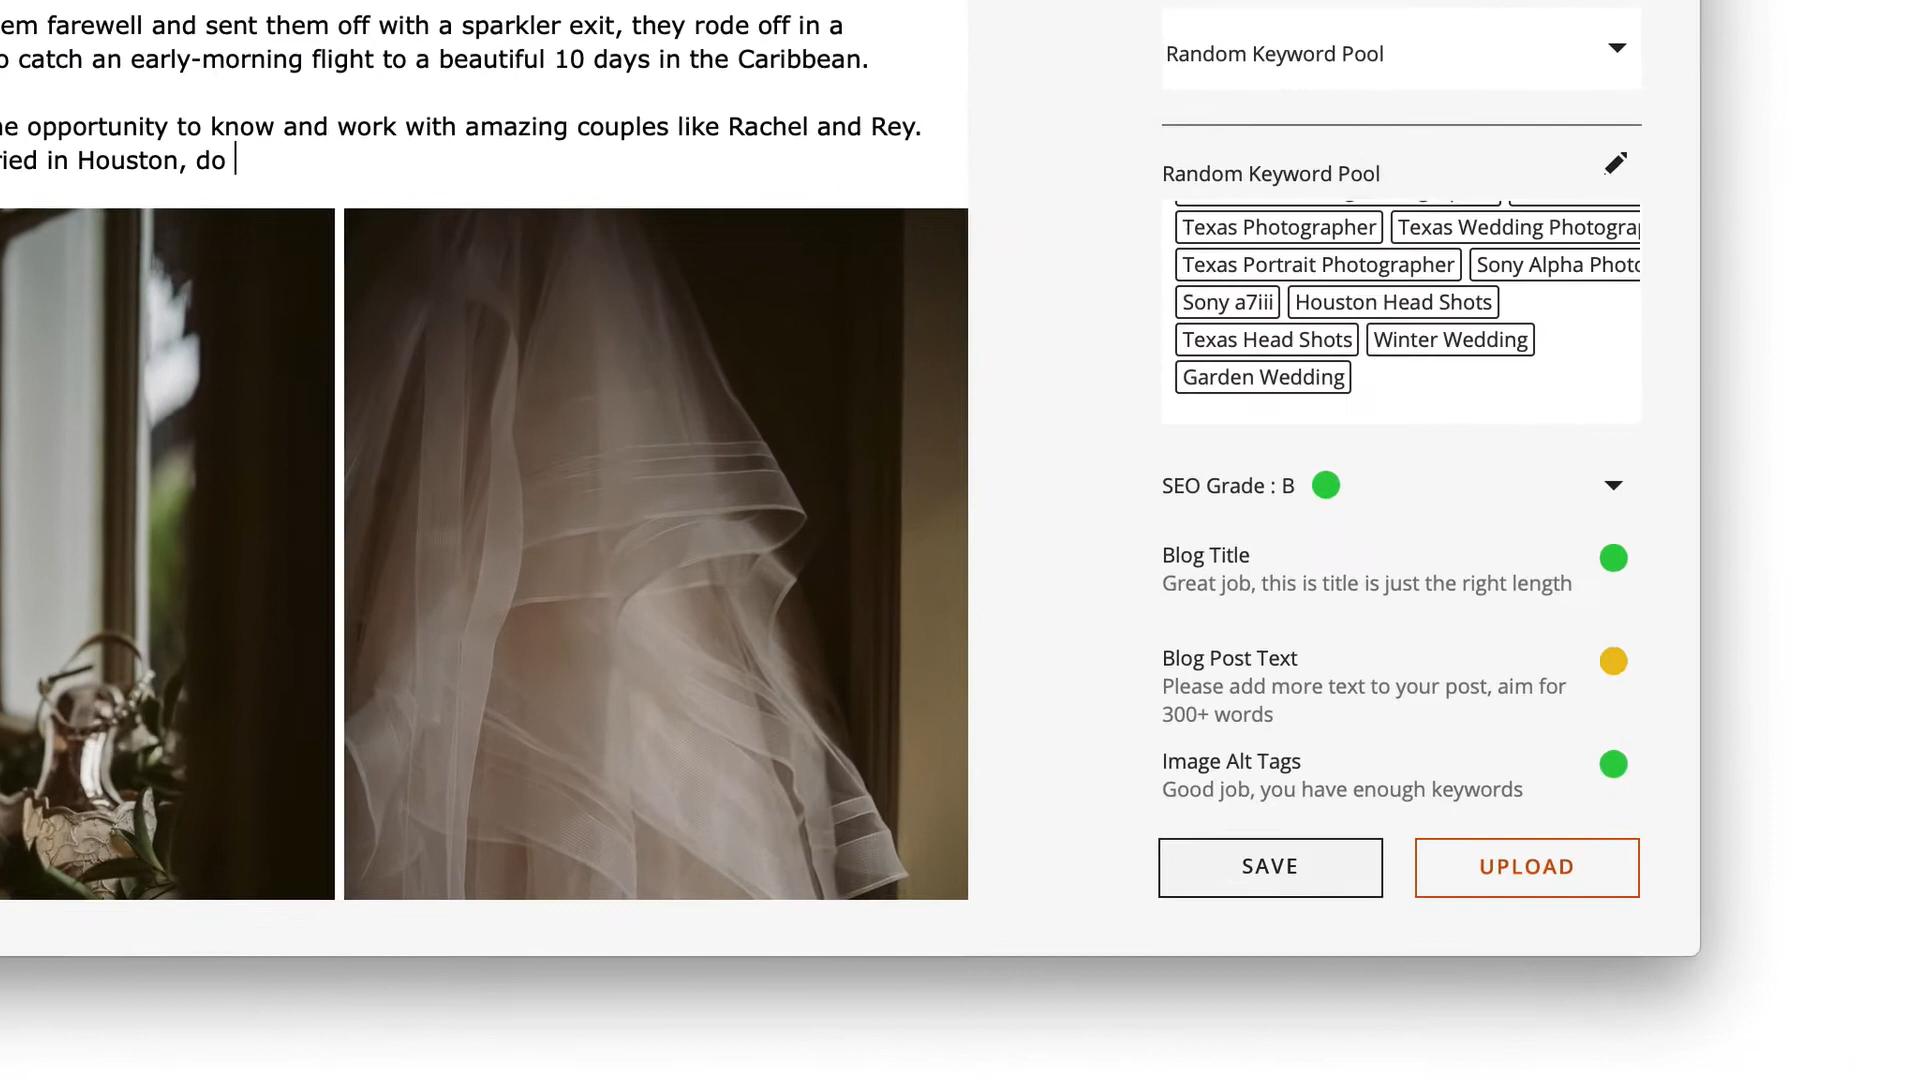 farewell and sent them off with a sparkler exit, they rode off in a
catch an early-morning flight to a beautiful 10 days in the Caribbean.
opportunity to know and work with amazing couples like Rachel and Rey.
in Houston, do
Random Keyword Pool
Random Keyword Pool
Texas Photographer
Texas Wedding
Texas Portrait Photographer
Sony Alpha
Sony a7iii
Houston Head Shots
Texas Head Shots
Winter Wedding
Garden Wedding
SEO Grade : B
Blog Title
Great job, this is title is just the right length
Blog Post Text
Please add more text to your post, aim for
300+ words
Image Alt Tags
Good job, you have enough keywords
SAVE
UPLOAD